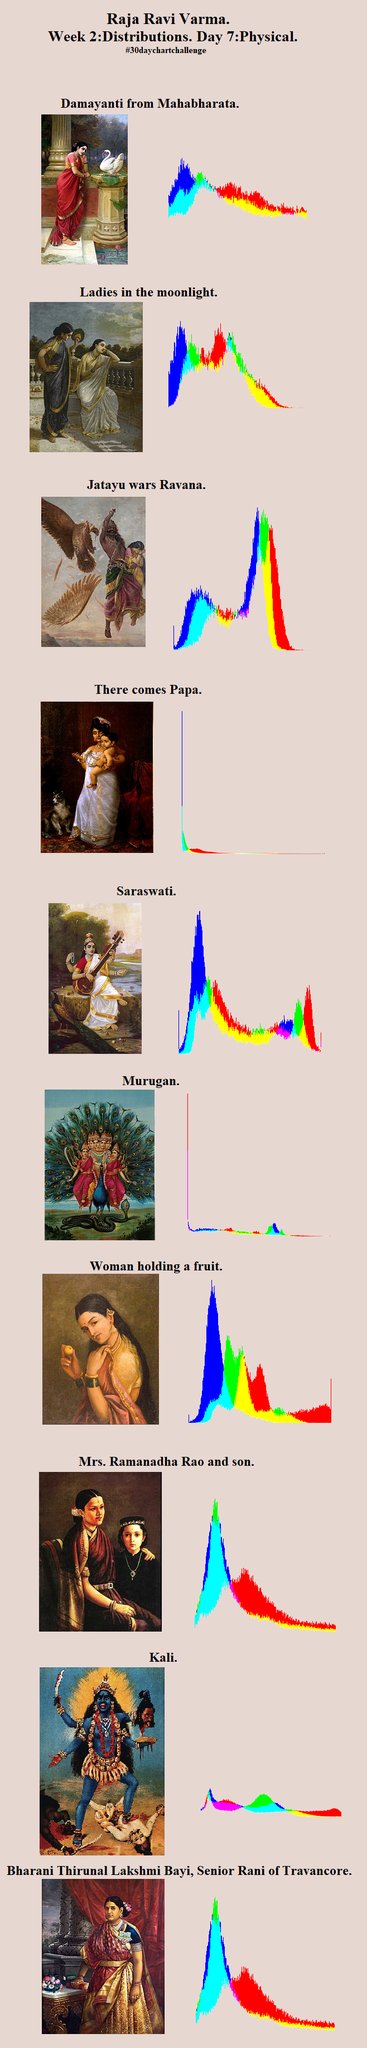 Raja Ravi Varma.
Week 2:Distributions. Day 7:Physical.
#30daychartchallenge
Damayanti from Mahabharata.
Ladies in the moonlight.
Jatayu wars Ravana.
There comes Papa.
Saraswati.
Murugan.
Woman holding a fruit.
Mrs. Ramanadha Rao and son.
Kali.
Bharani Thirunal Lakshmi Bayi, Senior Rani of Travancore.